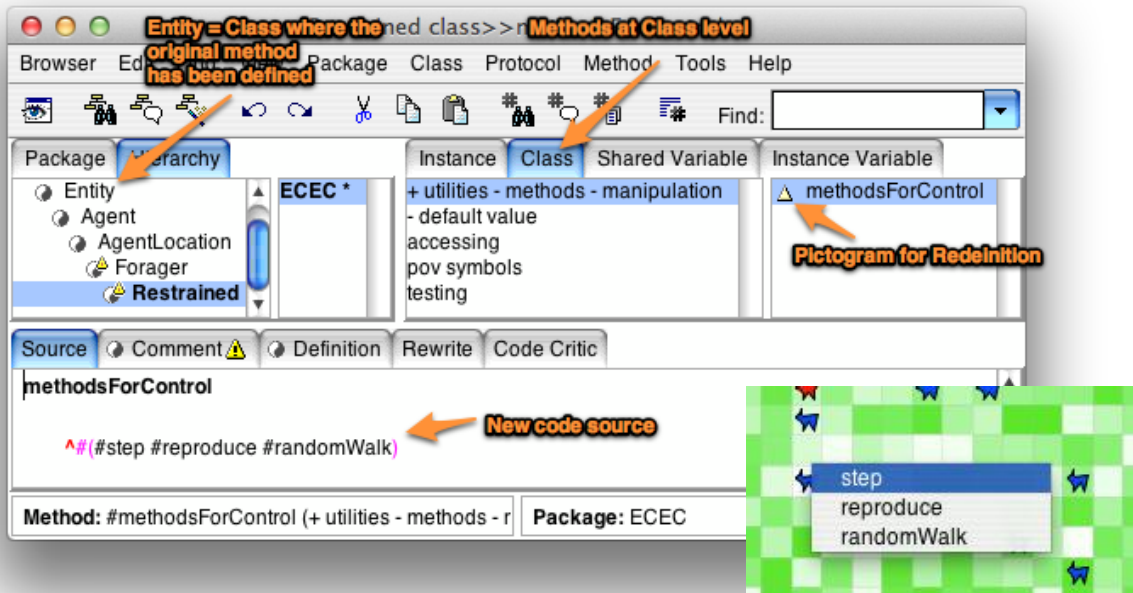 Entity = Class where the
original method
has been defined
ned class>>
Methods at Class level
Browser
Package Class Protocol Method Tools Help
Find:
Package Hierarchy
Instance Class Shared Variable Instance Variable
Entity
Agent
AgentLocation
Forager
Restrained
ECEC *
+ utilities - methods - manipulation
- default value
accessing
pov symbols
testing
methodsForControl
Pictogram for Redeinition
Source Comment Definition Rewrite Code Critic
methodsForControl
^#(#step #reproduce #randomWalk)
New code source
Method: #methodsForControl (+ utilities - methods - r
Package: ECEC
step
reproduce
randomWalk